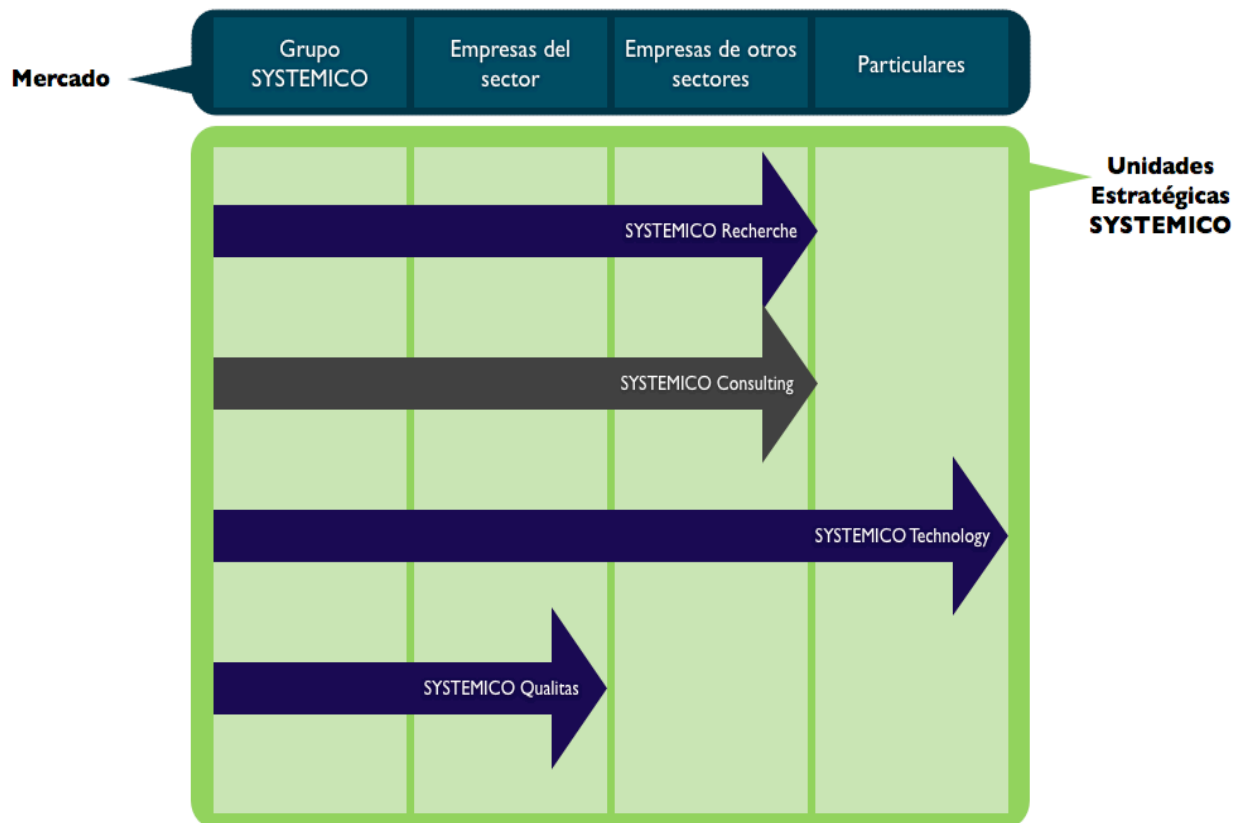 Mercado
Grupo
SYSTEMICO
Empresas del
sector
Empresas de otros
sectores
Particulares
Unidades
Estratégicas
SYSTEMICO
SYSTEMICO Recherche
SYSTEMICO Consulting
SYSTEMICO Technology
SYSTEMICO Qualitas